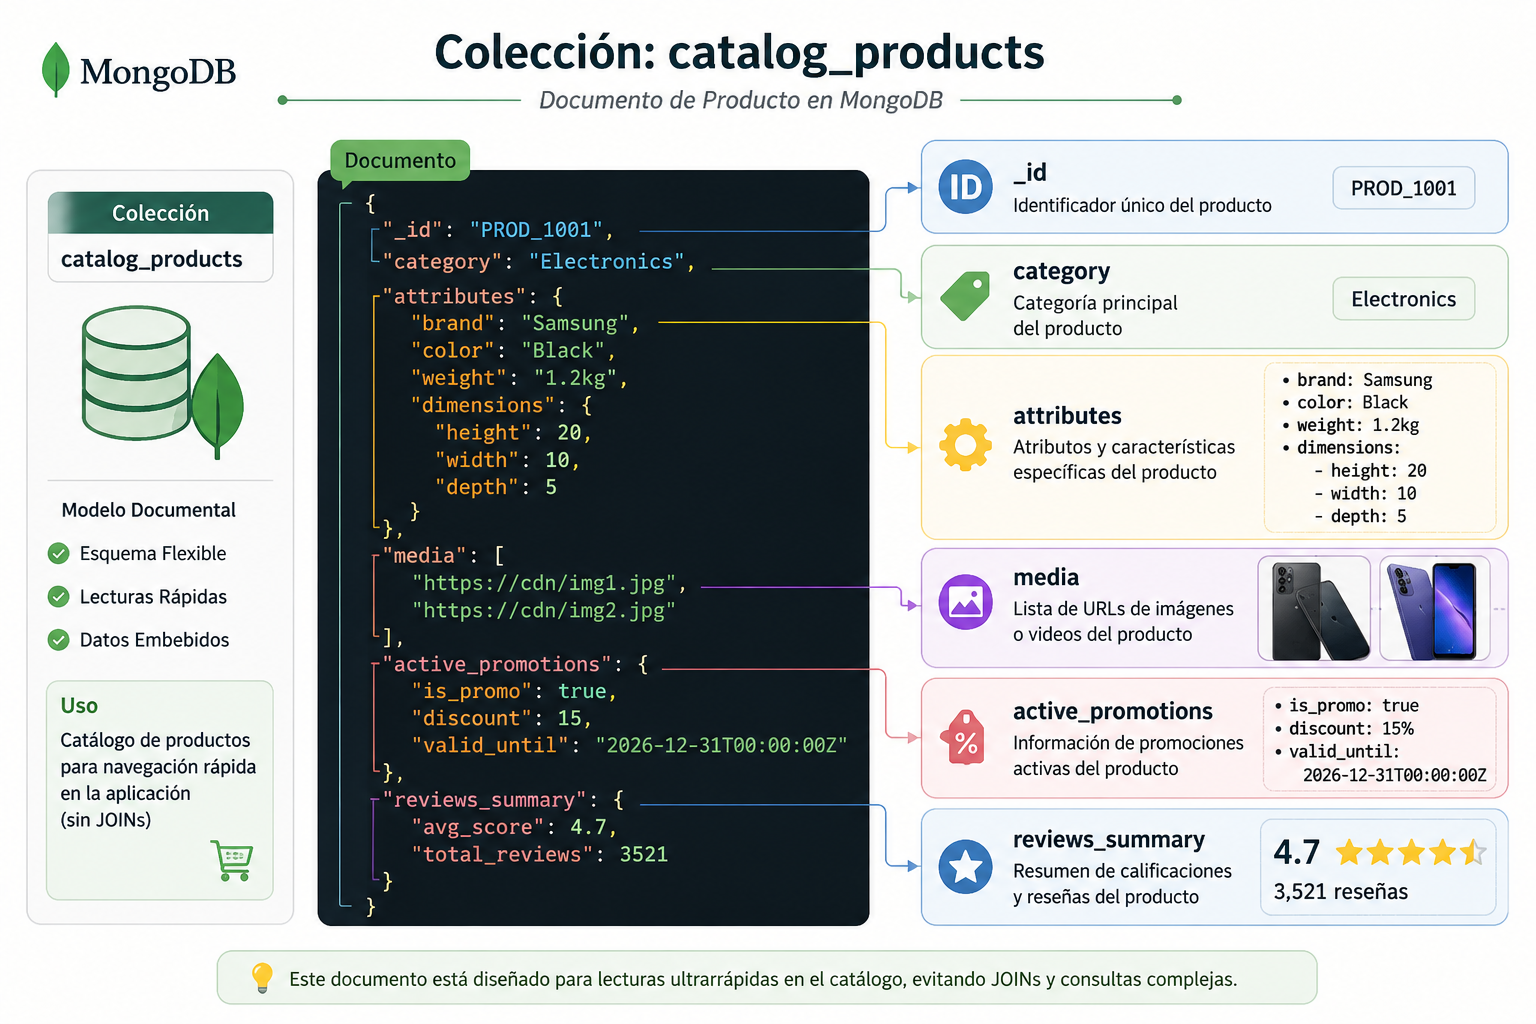 MongoDB
Colección: catalog_products
Documento de Producto en MongoDB
Colección
catalog_products
Modelo Documental
Esquema Flexible
Lecturas Rápidas
Datos Embebidos
Uso
Catálogo de productos
para navegación rápida
en la aplicación
(sin JOINs)
Documento
{
"_id": "PROD_1001",
"category": "Electronics",
"attributes": {
"brand": "Samsung",
"color": "Black",
"weight": "1.2kg",
"dimensions": {
"height": 20,
"width": 10,
"depth": 5
}
},
"media": [
"https://cdn/img1.jpg",
"https://cdn/img2.jpg"
],
"active_promotions": {
"is_promo": true,
"discount": 15,
"valid_until": "2026-12-31T00:00:00Z"
},
"reviews_summary": {
"avg_score": 4.7,
"total_reviews": 3521
}
}
ID
_id
Identificador único del producto
PROD_1001
category
Categoría principal
del producto
Electronics
attributes
Atributos y características
específicas del producto
• brand: Samsung
• color: Black
• weight: 1.2kg
• dimensions:
- height: 20
- width: 10
- depth: 5
media
Lista de URLs de imágenes
o videos del producto
%
active_promotions
Información de promociones
activas del producto
• is_promo: true
• discount: 15%
• valid_until:
2026-12-31T00:00:00Z
reviews_summary
Resumen de calificaciones
y reseñas del producto
4.7
3,521 reseñas
Este documento está diseñado para lecturas ultrarrápidas en el catálogo, evitando JOINs y consultas complejas.